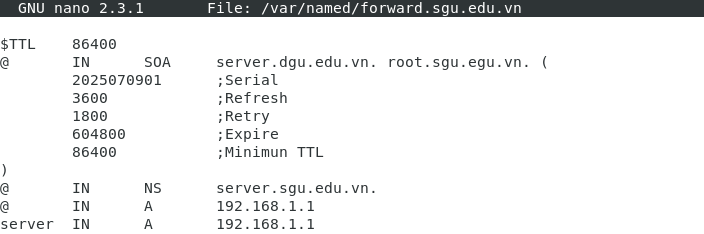 GNU nano 2.3.1 File: /var/named/forward.sgu.edu.vn
$TTL 86400
@ IN SOA server.dgu.edu.vn. root.sgu.egu.vn. (
2025070901 ;Serial
3600 ;Refresh
1800 ;Retry
604800 ;Expire
86400 ;Minimun TTL
)
@ IN NS server.sgu.edu.vn.
@ IN A 192.168.1.1
server IN A 192.168.1.1